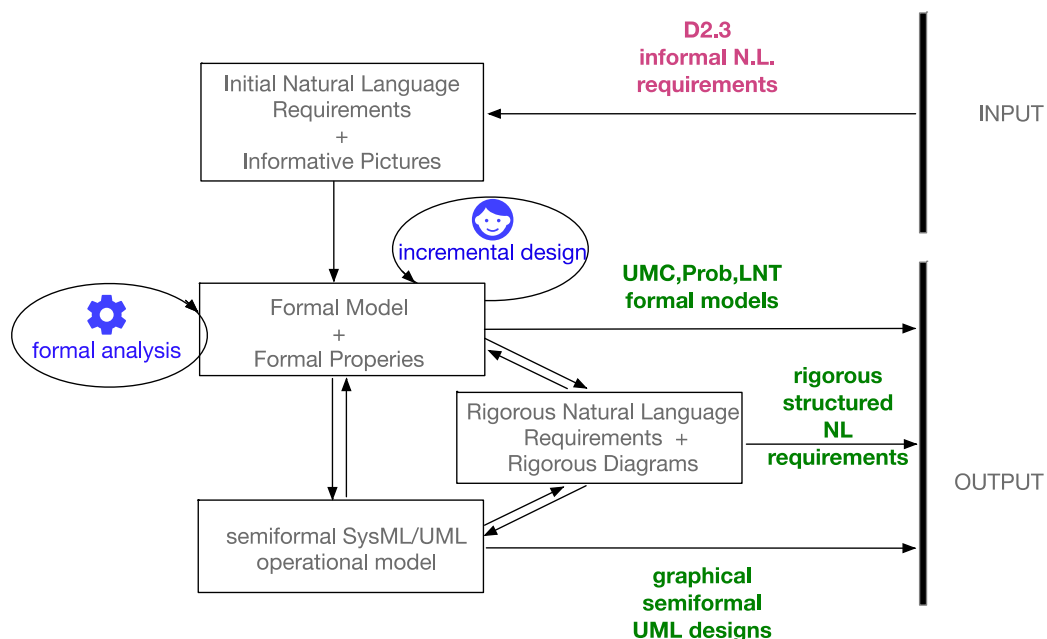 D2.3
informal N.L.
requirements
Initial Natural Language
Requirements
+
Informative Pictures
INPUT
incremental design
UMC,Prob,LNT
formal models
Formal Model
+
Formal Properies
formal analysis
rigorous
structured
NL
requirements
Rigorous Natural Language
Requirements +
Rigorous Diagrams
OUTPUT
semiformal SysML/UML
operational model
graphical
semiformal
UML designs